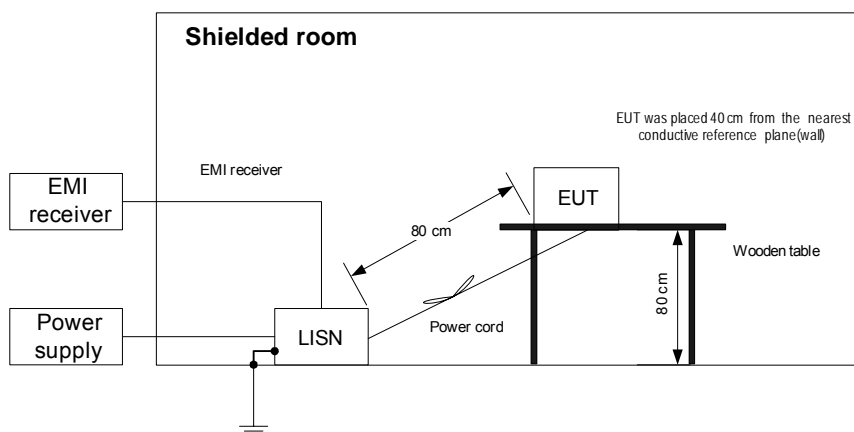 Shielded room
EUT was placed 40 cm from the nearest
conductive reference plane(wall)
EMI receiver
EMI
receiver
EUT
80 cm
Wooden table
80 cm
Power
supply
LISN
Power cord